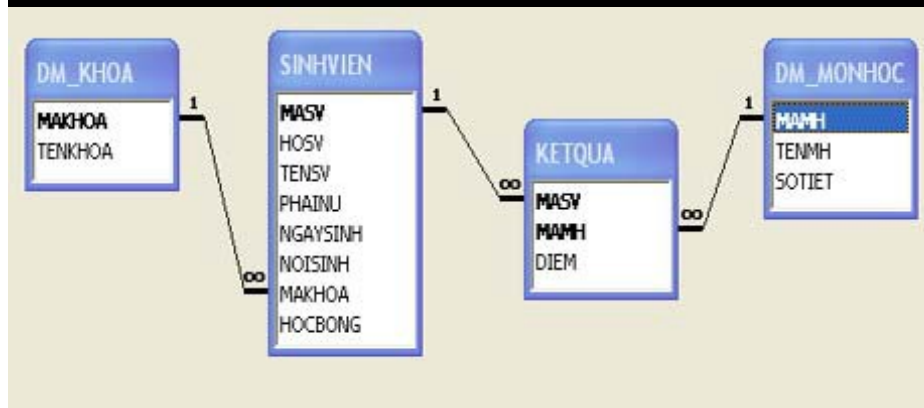 DM_KHOA
MAKHOA
TENKHOA
1
∞
SINHVIEN
MASV
HOSV
TENSV
PHAINU
NGAYSINH
NOISINH
MAKHOA
HOCBONG
1
∞
KETQUA
MASV
MAMH
DIEM
∞
1
DM_MONHOC
MAMH
TENMH
SOTIET